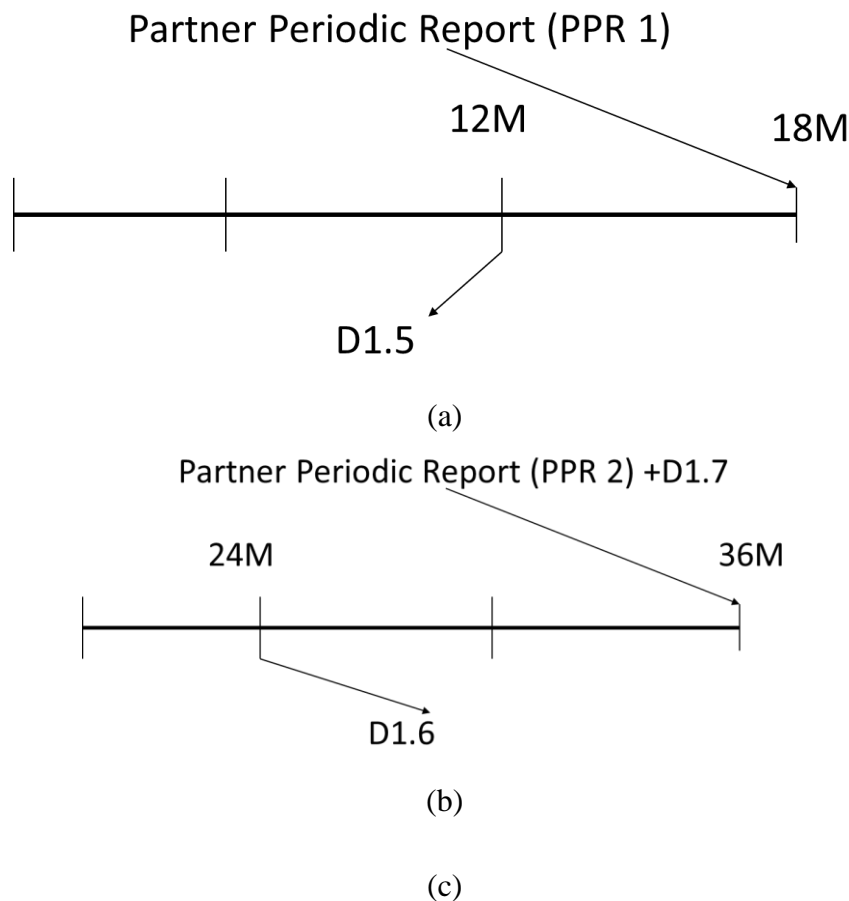 Partner Periodic Report (PPR 1)
12M
18M
D1.5
(a)
Partner Periodic Report (PPR 2) +D1.7
24M
36M
D1.6
(b)
(c)